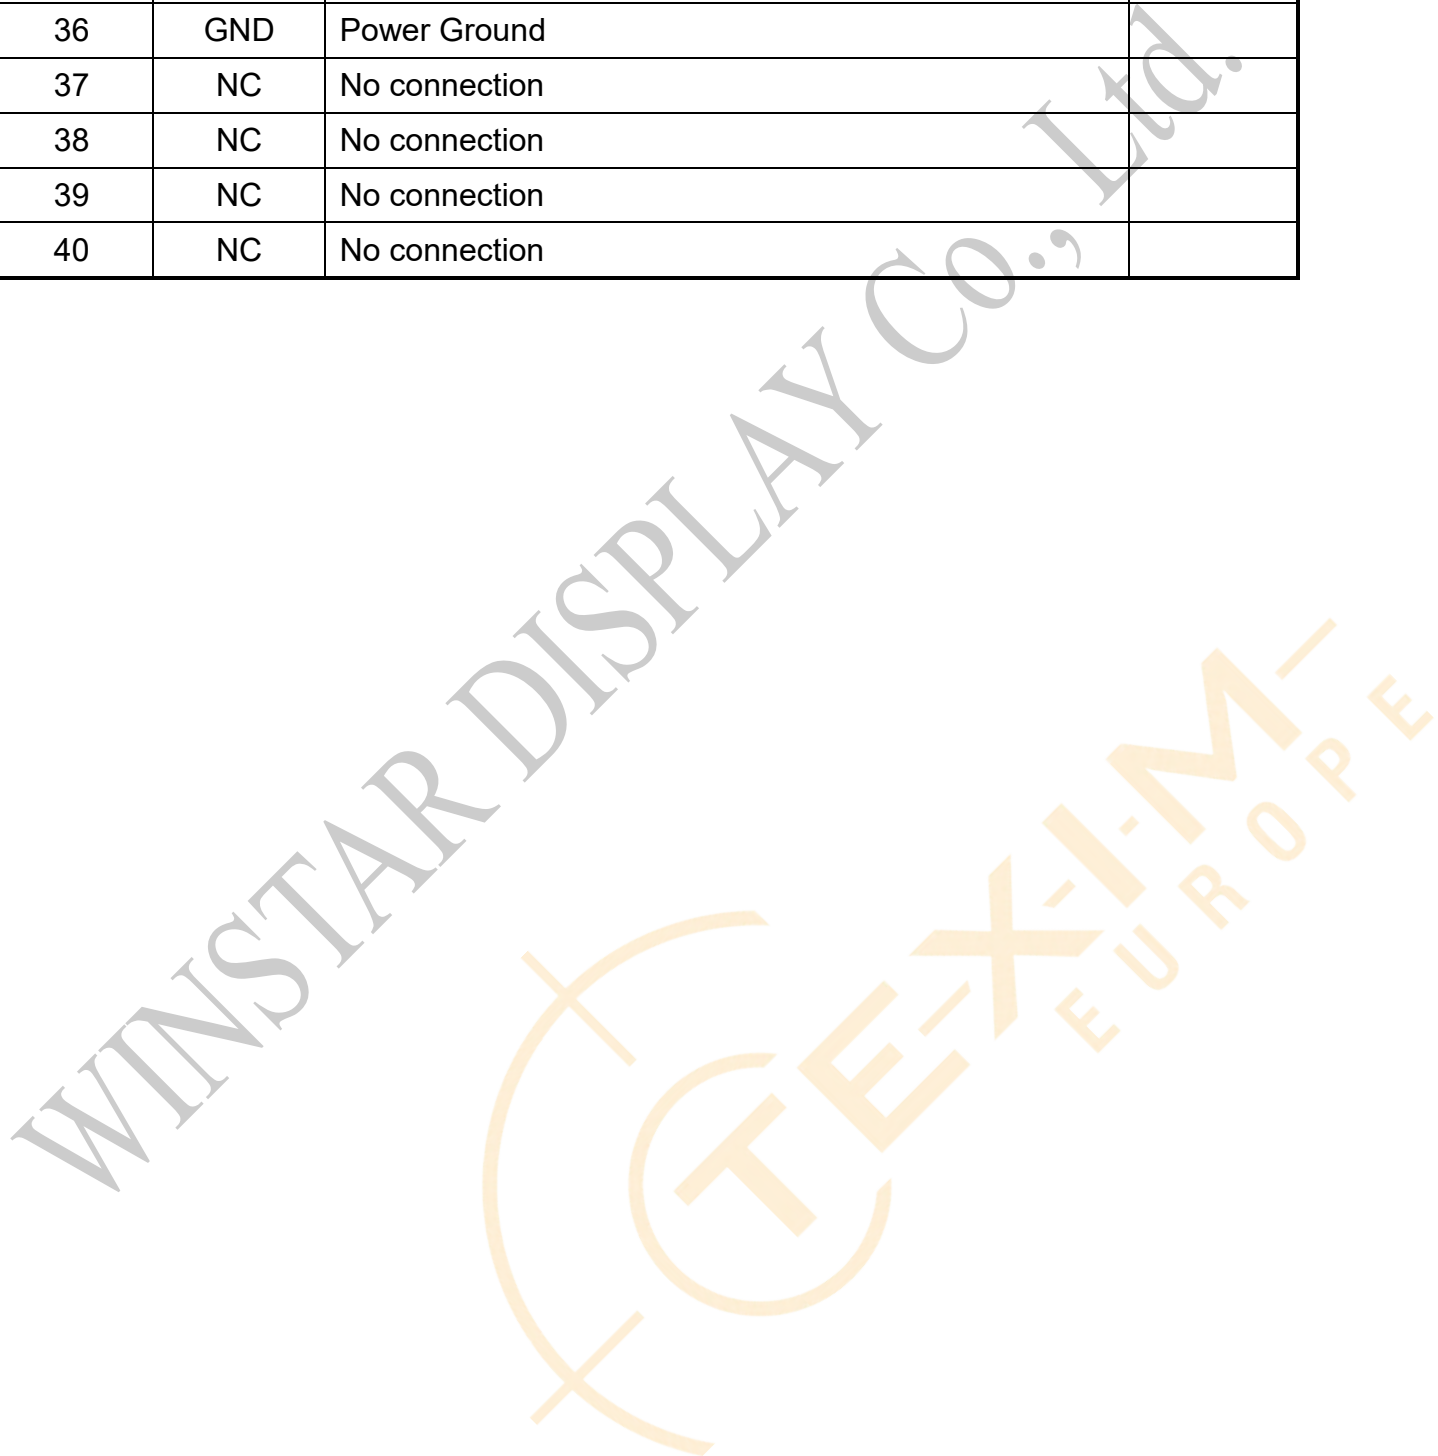 36 GND Power Ground
37 NC No connection
38 NC No connection
39 NC No connection
40 NC No connection
WINSTAR DISPLAY Co., Ltd.
TEXIM
EUROPE